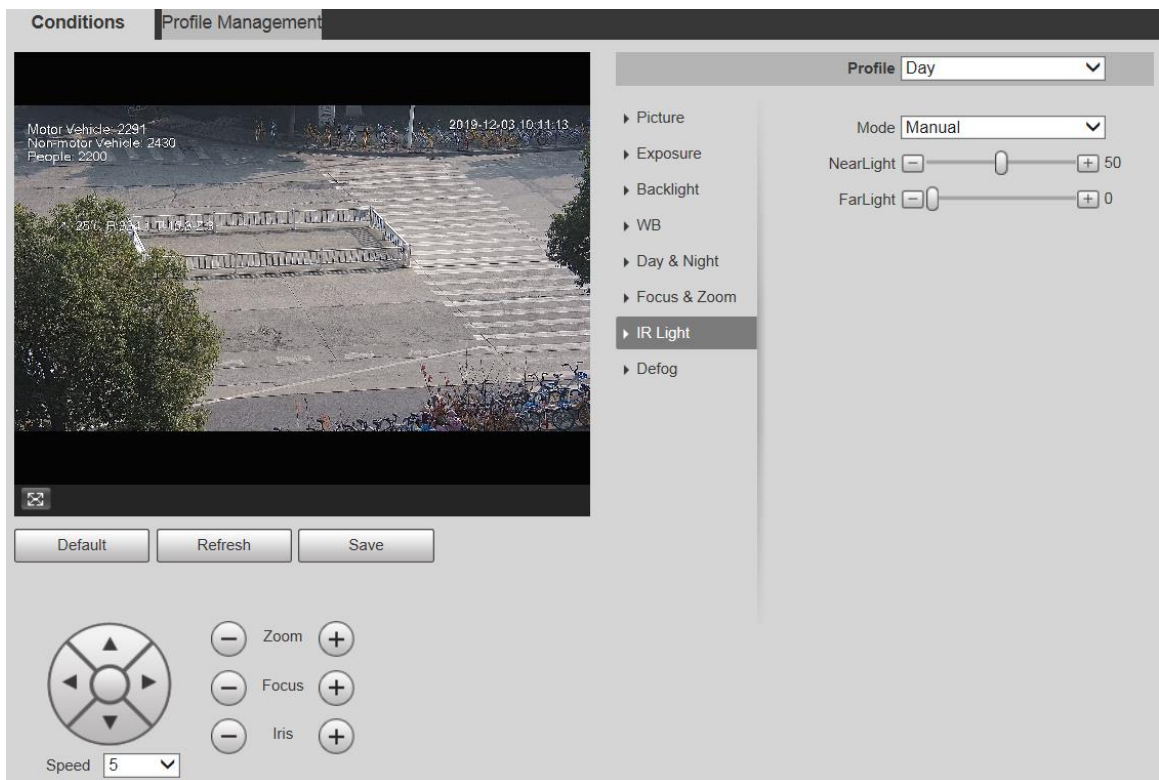 Conditions
Profile Management
Motor Vehicle: 2291
Non-motor Vehicle: 2430
People: 2200
2019-12-03 10:11:13
25℃
Default
Refresh
Save
Zoom
Focus
Iris
Speed 5
Profile Day
Picture
Exposure
Backlight
WB
Day & Night
Focus & Zoom
IR Light
Defog
Mode Manual
NearLight 50
FarLight 0